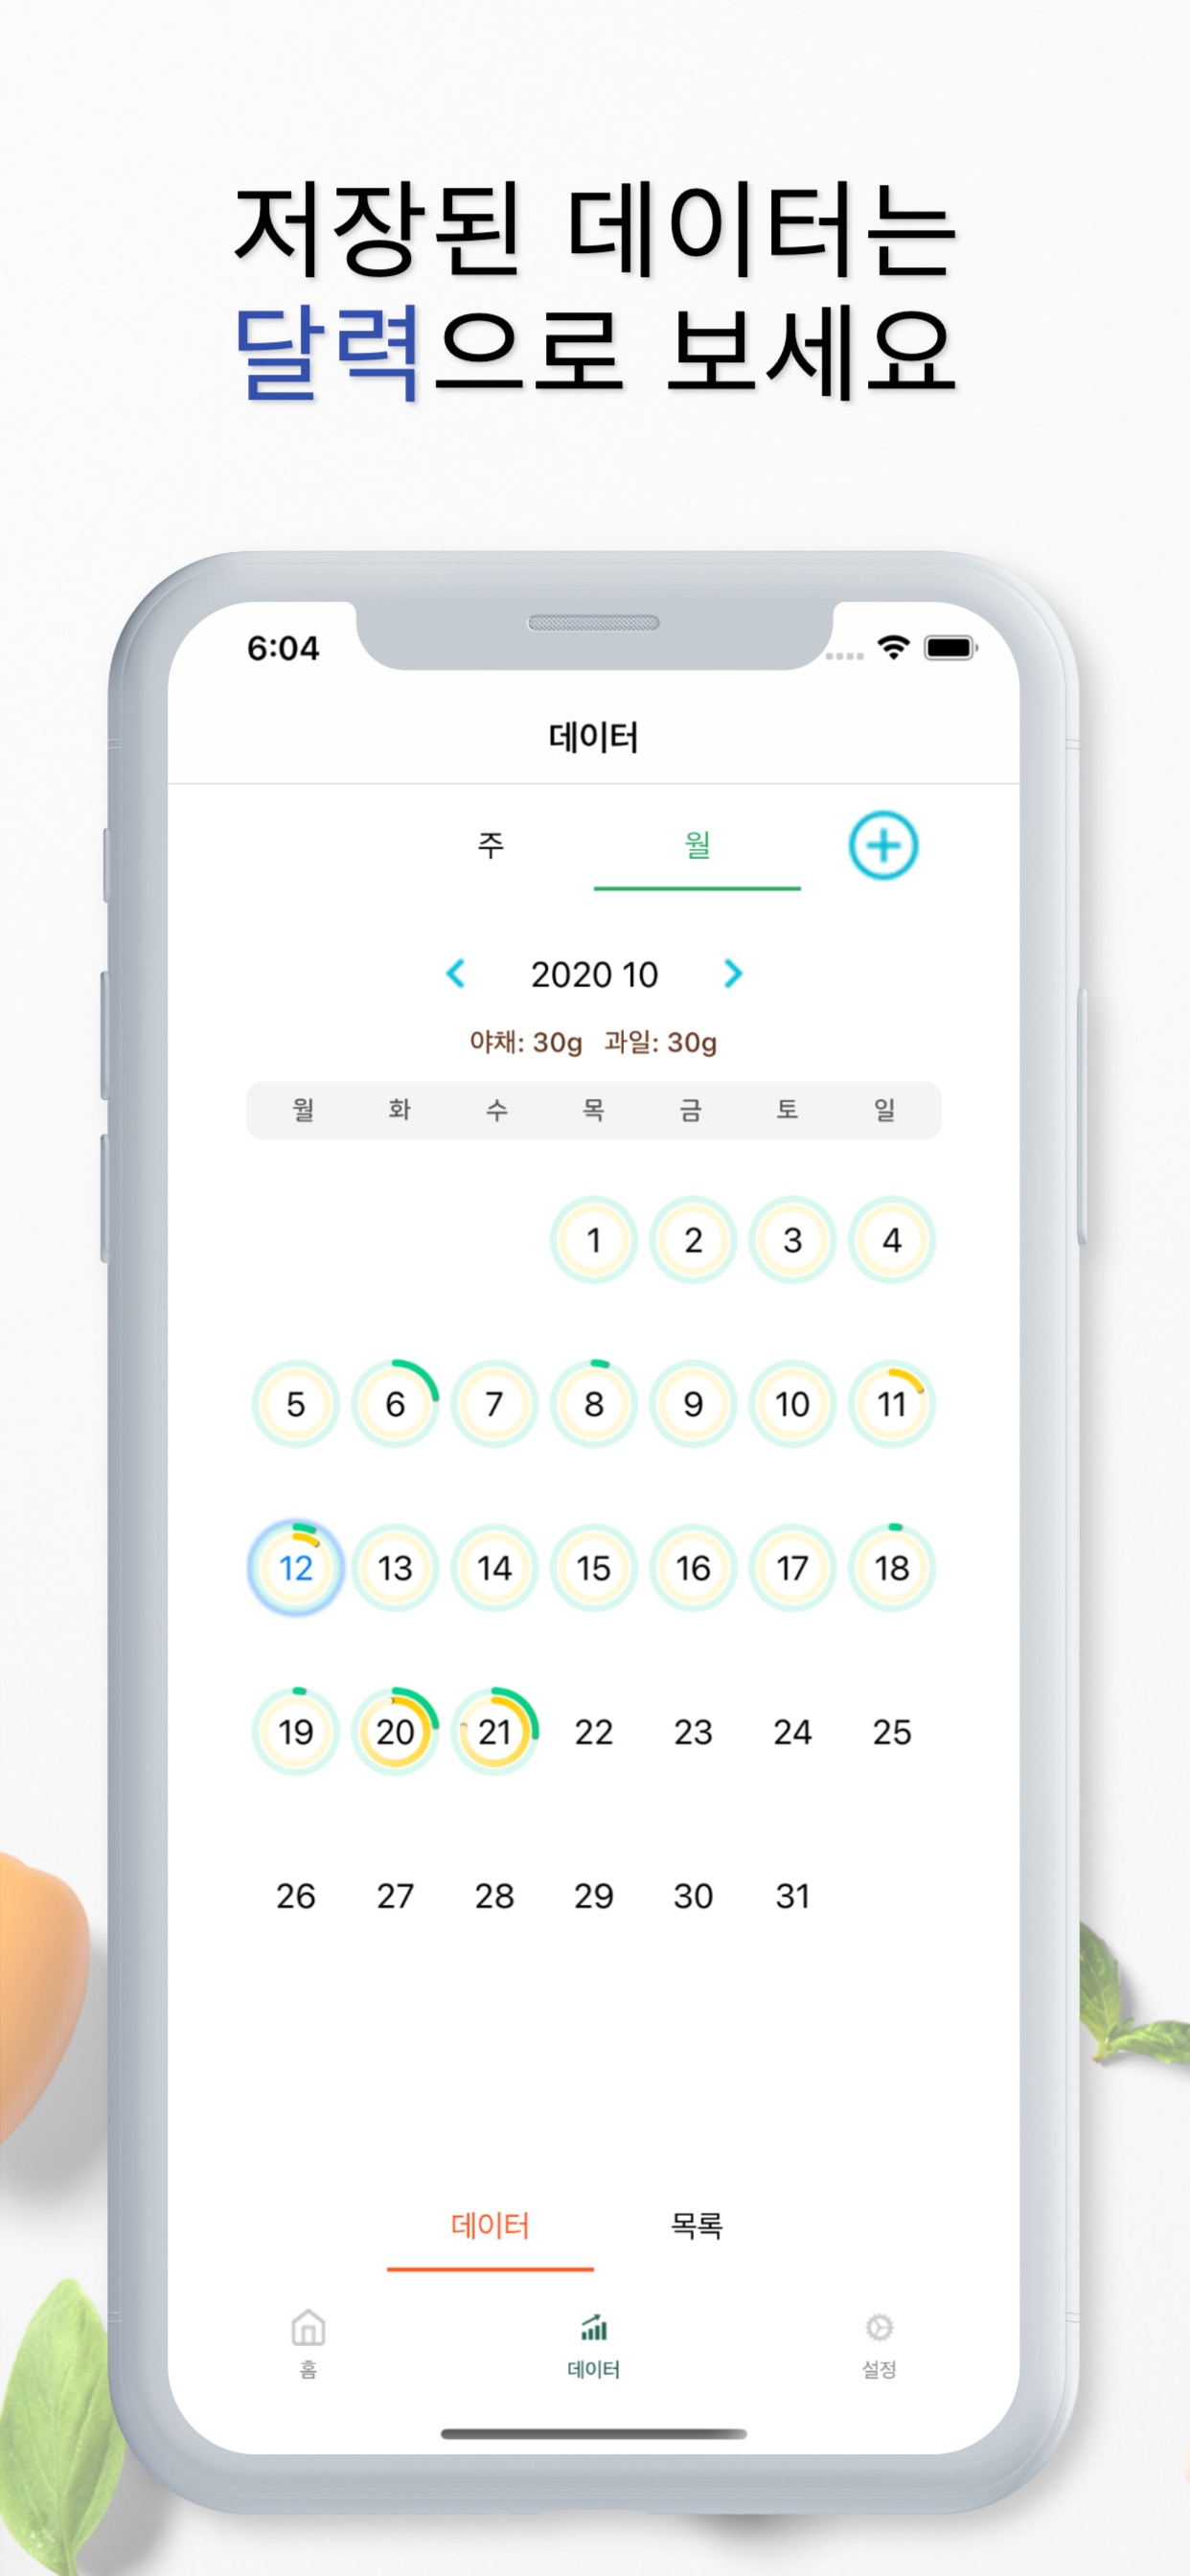 저장된 데이터는
달력으로 보세요
6:04
데이터
주 월
2020 10
야채: 30g 과일: 30g
월 화 수 목 금 토 일
1 2 3 4
5 6 7 8 9 10 11
12 13 14 15 16 17 18
19 20 21 22 23 24 25
26 27 28 29 30 31
데이터 목록
홈 데이터 설정